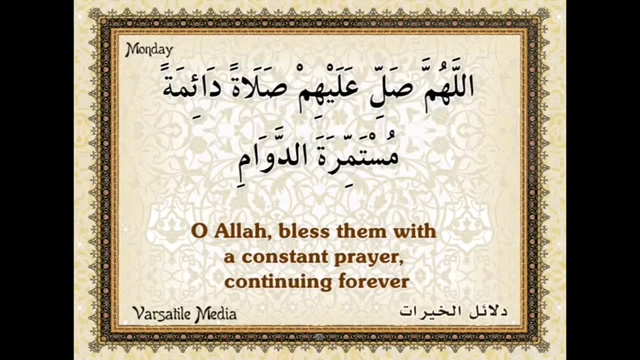 Monday
اللَّهُمَّ صَلِّ عَلَيْهِمْ صَلَاةً دَائِمَةً
مُسْتَمِّرَةَ الدَّوَامِ
O Allah, bless them with
a constant prayer,
continuing forever
Varsatile Media
دلائل الخيرات